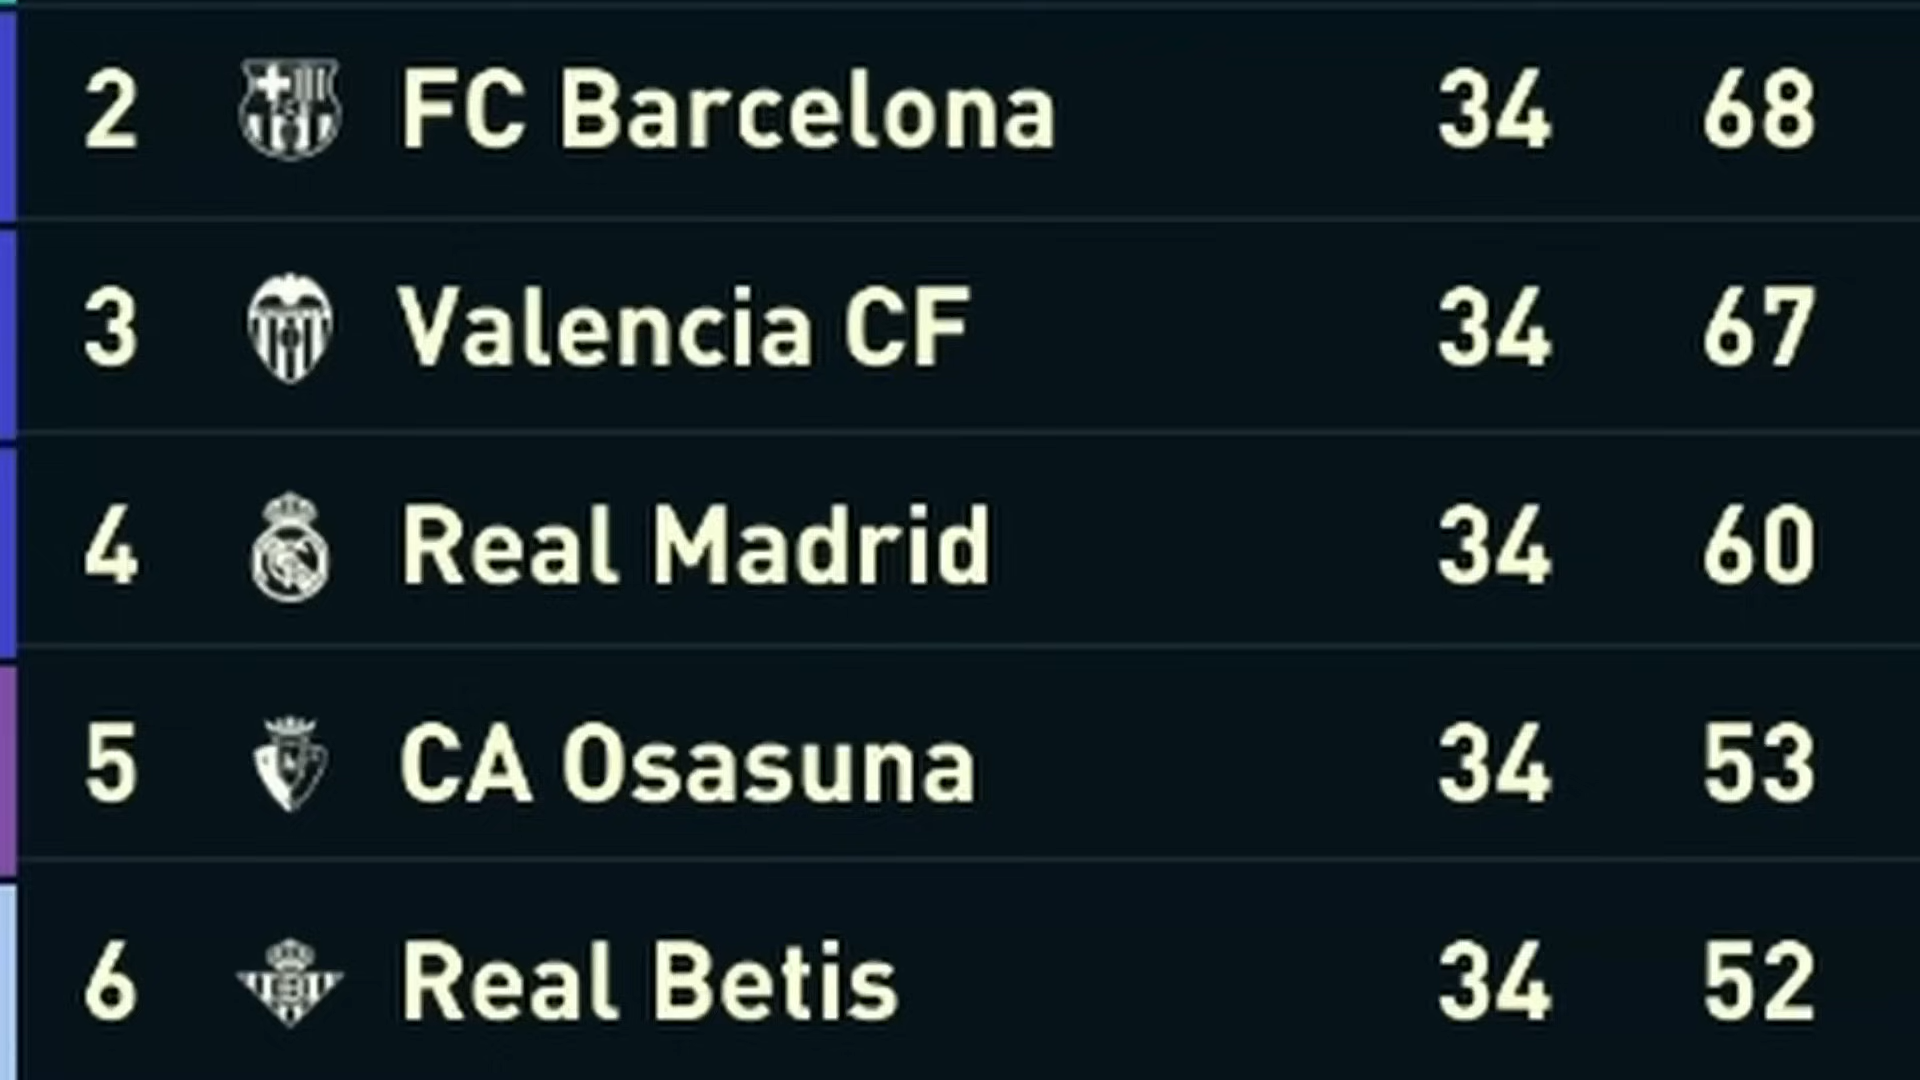 2 FC Barcelona 34 68
3 Valencia CF 34 67
4 Real Madrid 34 60
5 CA Osasuna 34 53
6 Real Betis 34 52